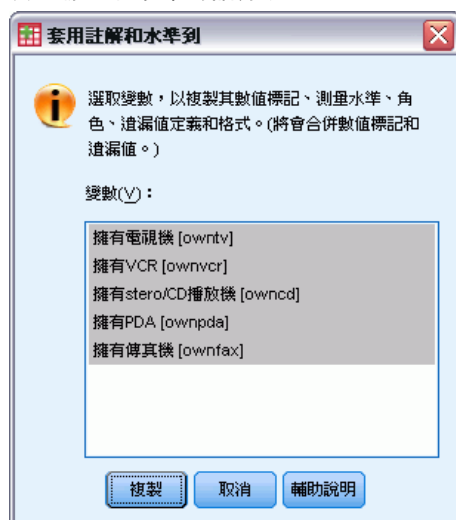 套用註解和水準到
選取變數，以複製其數值標記、測量水準、角
色、遺漏值定義和格式。(將會合併數值標記和
遺漏值。)
變數(V)：
擁有電視機 [owntv]
擁有VCR [ownvcr]
擁有stero/CD播放機 [owncd]
擁有PDA [ownpda]
擁有傳真機 [ownfax]
複製 取消 輔助說明